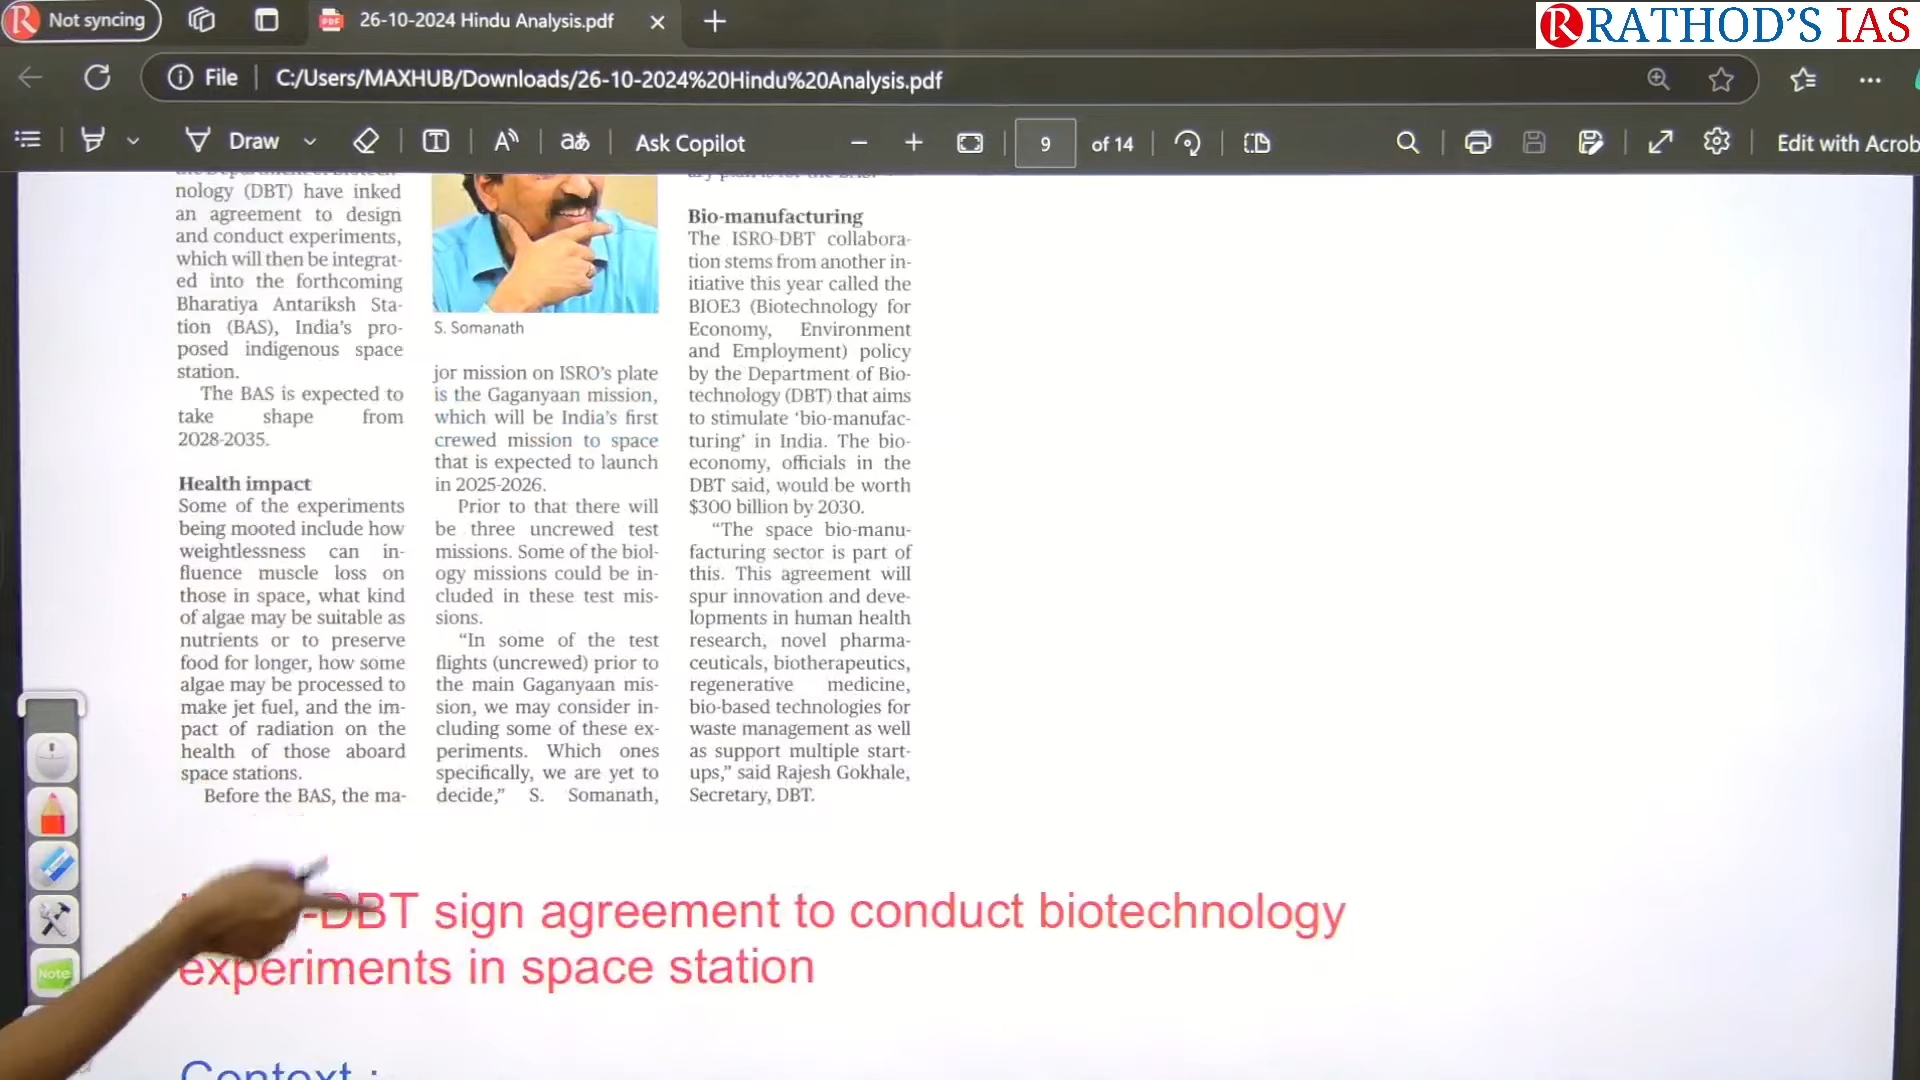 Not syncing
26-10-2024 Hindu Analysis.pdf
RATHOD'S IAS
File
C:/Users/MAXHUB/Downloads/26-10-2024%20Hindu%20Analysis.pdf
Draw
Ask Copilot
9
of 14
Edit with Acrob
nology (DBT) have inked
an agreement to design
and conduct experiments,
which will then be integrat-
ed into the forthcoming
Bharatiya Antariksh Sta-
tion (BAS), India's pro-
posed indigenous space
station.
The BAS is expected to
take shape from
2028-2035.
Health impact
Some of the experiments
being mooted include how
weightlessness can in-
fluence muscle loss on
those in space, what kind
of algae may be suitable as
nutrients or to preserve
food for longer, how some
algae may be processed to
make jet fuel, and the im-
pact of radiation on the
health of those aboard
space stations.
Before the BAS, the ma-
S. Somanath
jor mission on ISRO's plate
is the Gaganyaan mission,
which will be India's first
crewed mission to space
that is expected to launch
in 2025-2026.
Prior to that there will
be three uncrewed test
missions. Some of the biol-
ogy missions could be in-
cluded in these test mis-
sions.
"In some of the test
flights (uncrewed) prior to
the main Gaganyaan mis-
sion, we may consider in-
cluding some of these ex-
periments. Which ones
specifically, we are yet to
decide," S. Somanath,
Bio-manufacturing
The ISRO-DBT collabora-
tion stems from another in-
itiative this year called the
BIOE3 (Biotechnology for
Economy, Environment
and Employment) policy
by the Department of Bio-
technology (DBT) that aims
to stimulate 'bio-manufac-
turing' in India. The bio-
economy, officials in the
DBT said, would be worth
$300 billion by 2030.
"The space bio-manu-
facturing sector is part of
this. This agreement will
spur innovation and deve-
lopments in human health
research, novel pharma-
ceuticals, biotherapeutics,
regenerative medicine,
bio-based technologies for
waste management as well
as support multiple start-
ups," said Rajesh Gokhale,
Secretary, DBT.
-DBT sign agreement to conduct biotechnology
experiments in space station
Context :
Note